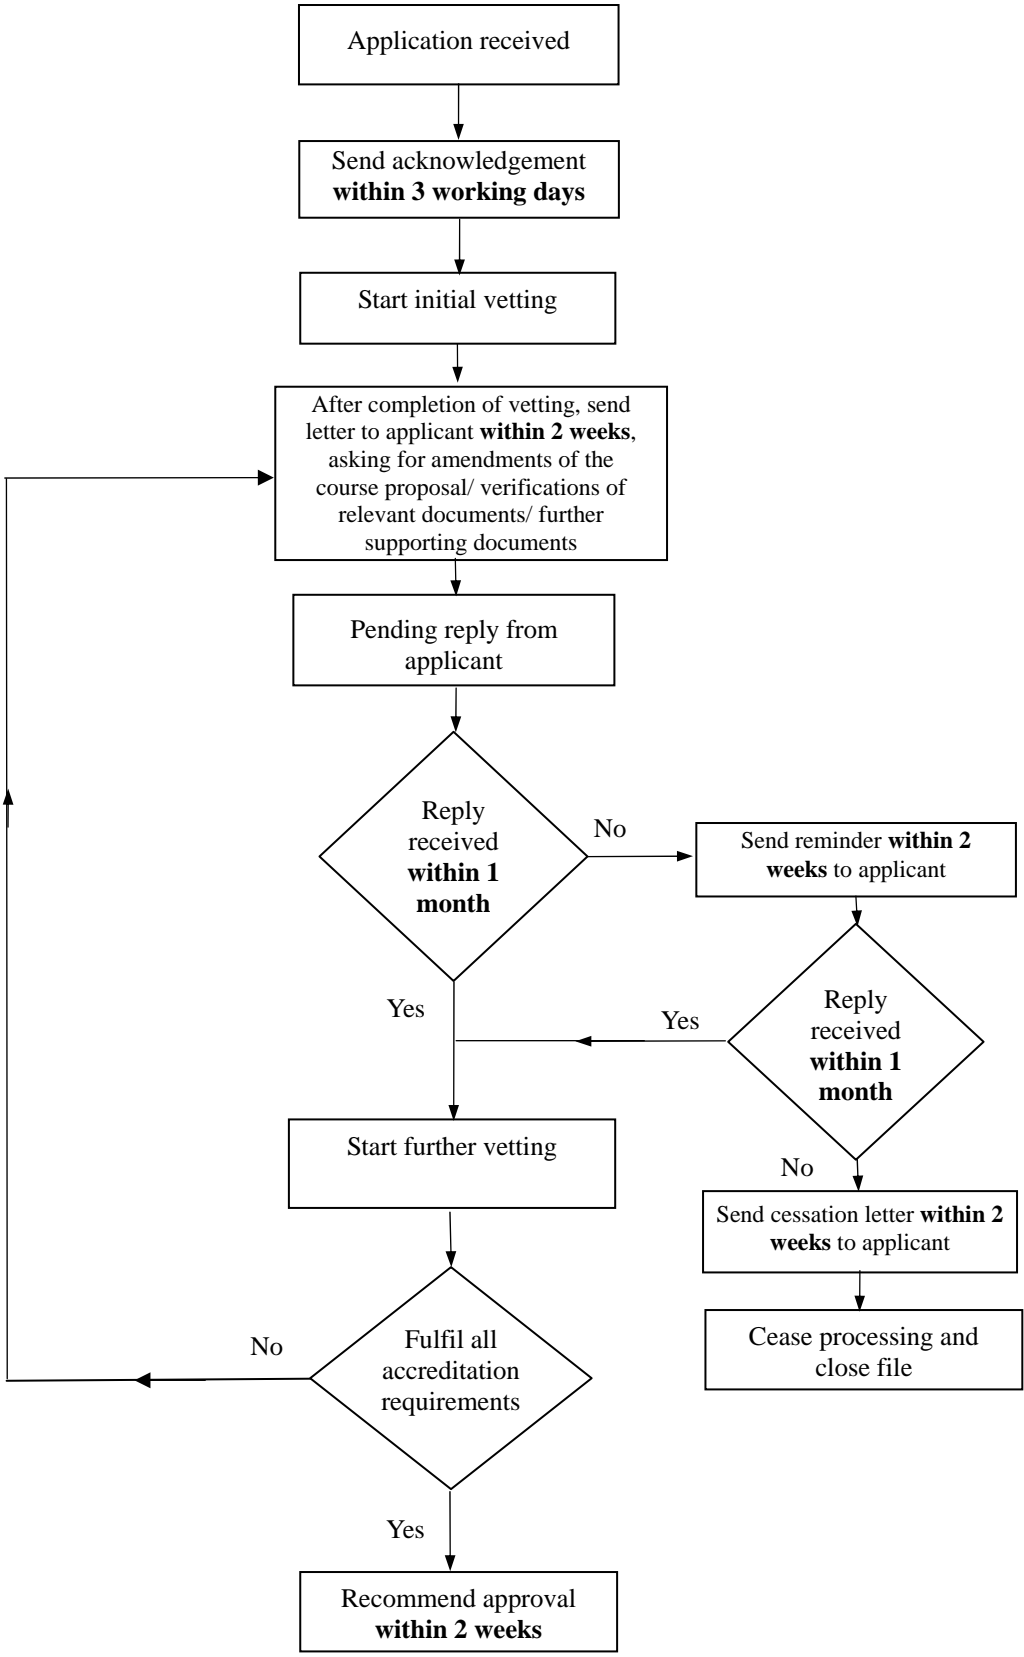 Application received
Send acknowledgement
within 3 working days
Start initial vetting
After completion of vetting, send
letter to applicant within 2 weeks,
asking for amendments of the
course proposal/ verifications of
relevant documents/ further
supporting documents
Pending reply from
applicant
Reply
received
within 1
month
No
Send reminder within 2
weeks to applicant
Yes
Yes
Reply
received
within 1
month
Start further vetting
No
Send cessation letter within 2
weeks to applicant
Cease processing and
close file
No
Fulfil all
accreditation
requirements
Yes
Recommend approval
within 2 weeks